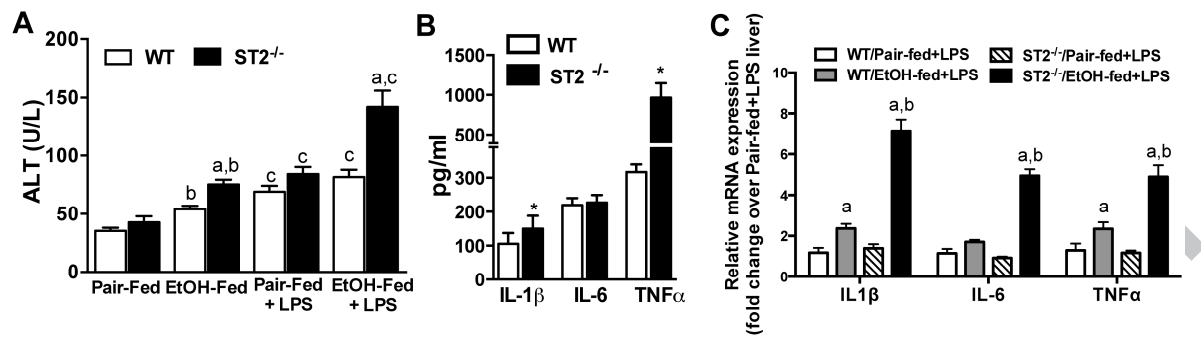 A
ALT (U/L)
200
150
100
50
0
WT
ST2 -/-
b
a,b
c
c
c
a,c
Pair-Fed
EtOH-Fed
Pair-Fed
+ LPS
EtOH-Fed
+ LPS
B
pg/ml
1500
1000
500
300
200
100
0
WT
ST2 -/-
*
*
IL-1β
IL-6
TNFα
C
Relative mRNA expression
(fold change over Pair-fed+LPS liver)
WT/Pair-fed+LPS
WT/EtOH-fed+LPS
ST2-/-/Pair-fed+LPS
ST2-/-/EtOH-fed+LPS
10
8
6
4
2
0
a
a,b
a,b
a
a,b
IL1β
IL-6
TNFα